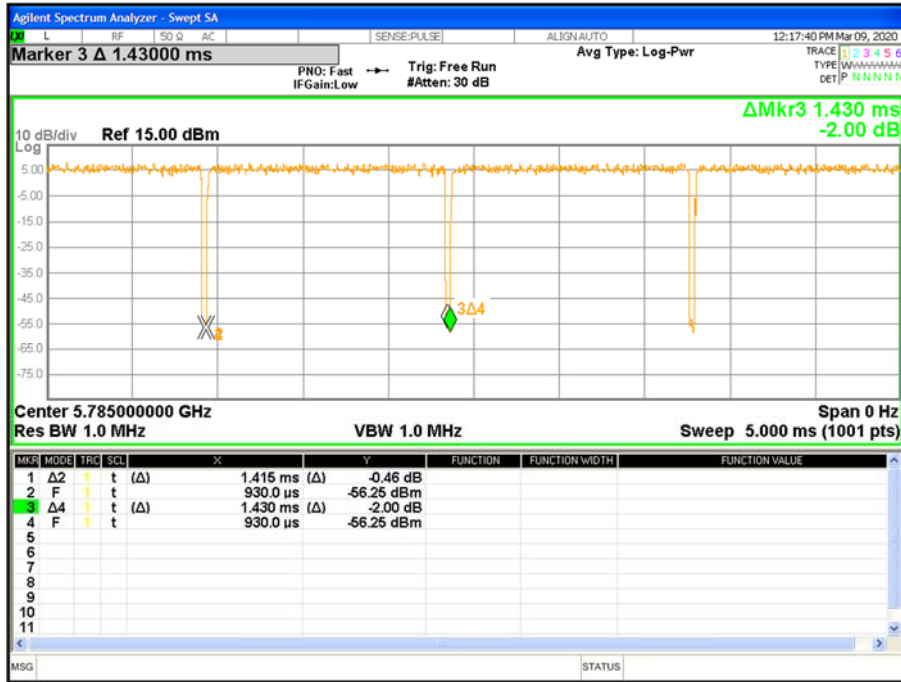 Agilent Spectrum Analyzer - Swept SA
L RF 50 Ω AC SENSE:PULSE ALIGN AUTO 12:17:40 PM Mar 09, 2020
Marker 3 Δ 1.43000 ms
PNO: Fast
IFGain:Low
Trig: Free Run
#Atten: 30 dB
Avg Type: Log-Pwr
TRACE 1 2 3 4 5 6
TYPE W
DET P N N N N N
ΔMkr3 1.430 ms
-2.00 dB
10 dB/div Ref 15.00 dBm
Log
5.00
-5.00
-15.0
-25.0
-35.0
-45.0
3Δ4
-55.0
-65.0
-75.0
Center 5.785000000 GHz Span 0 Hz
Res BW 1.0 MHz VBW 1.0 MHz Sweep 5.000 ms (1001 pts)
MKR MODE TRC SCL X Y FUNCTION FUNCTION WIDTH FUNCTION VALUE
1 Δ2 1 t (Δ) 1.415 ms (Δ) -0.46 dB
2 F 1 t 930.0 µs -56.25 dBm
3 Δ4 1 t (Δ) 1.430 ms (Δ) -2.00 dB
4 F 1 t 930.0 µs -56.25 dBm
5
6
7
8
9
10
11
MSG STATUS